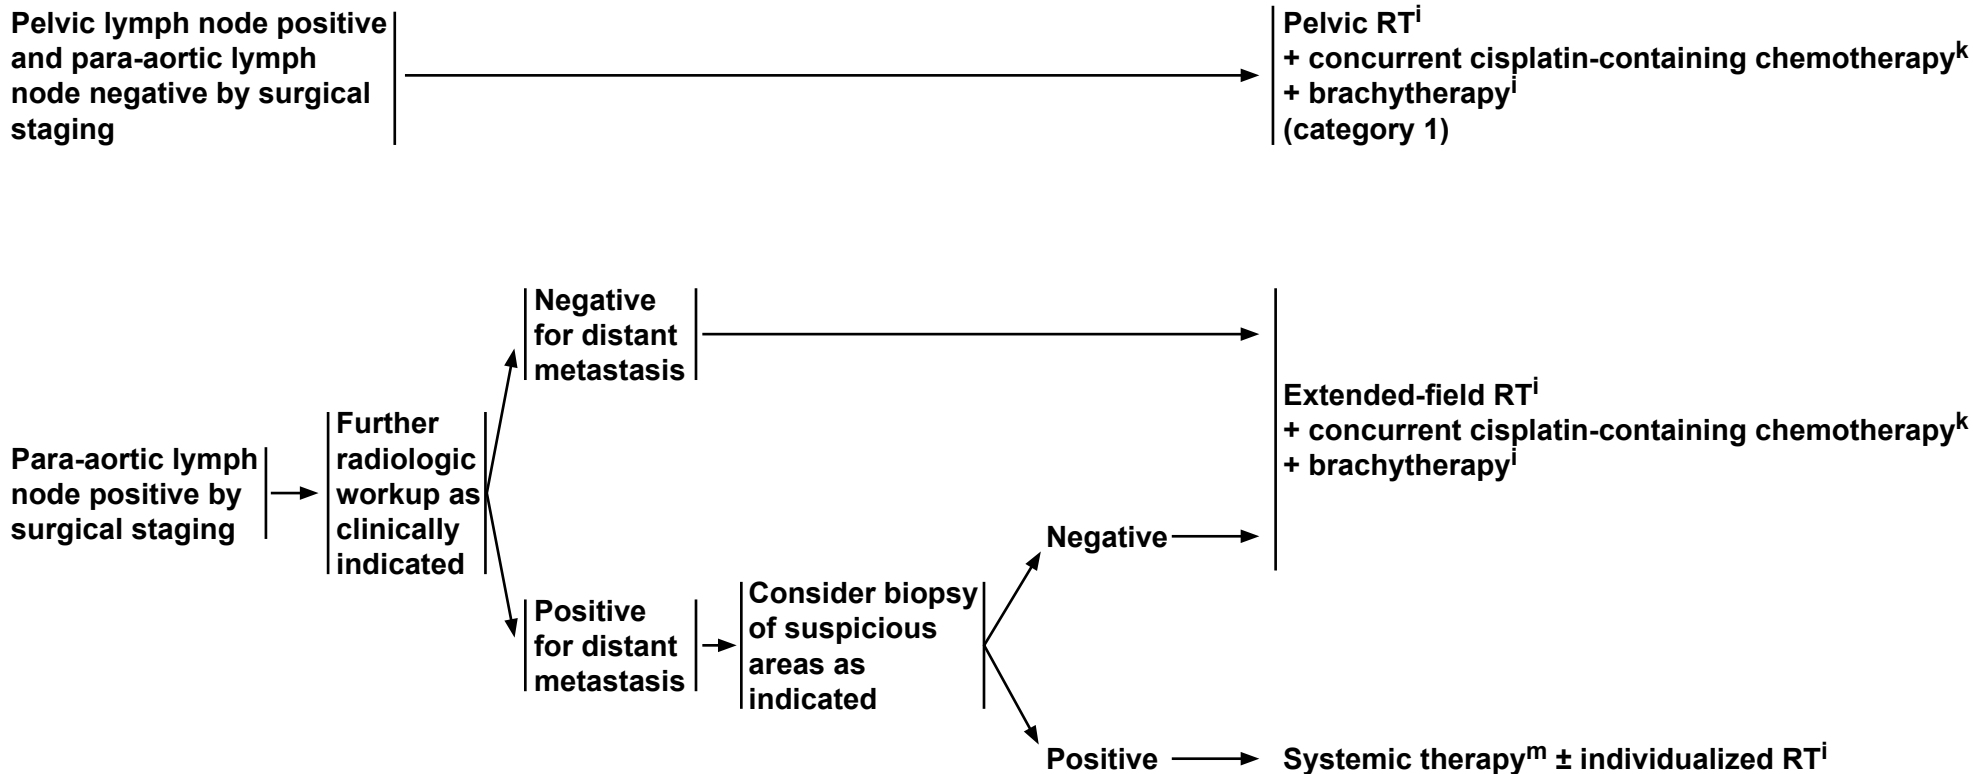 Pelvic lymph node positive
and para-aortic lymph
node negative by surgical
staging
Pelvic RTⁱ
+ concurrent cisplatin-containing chemotherapyᵏ
+ brachytherapyⁱ
(category 1)
Para-aortic lymph
node positive by
surgical staging
Further
radiologic
workup as
clinically
indicated
Negative
for distant
metastasis
Positive
for distant
metastasis
Consider biopsy
of suspicious
areas as
indicated
Negative
Extended-field RTⁱ
+ concurrent cisplatin-containing chemotherapyᵏ
+ brachytherapyⁱ
Positive
Systemic therapyᵐ ± individualized RTⁱ